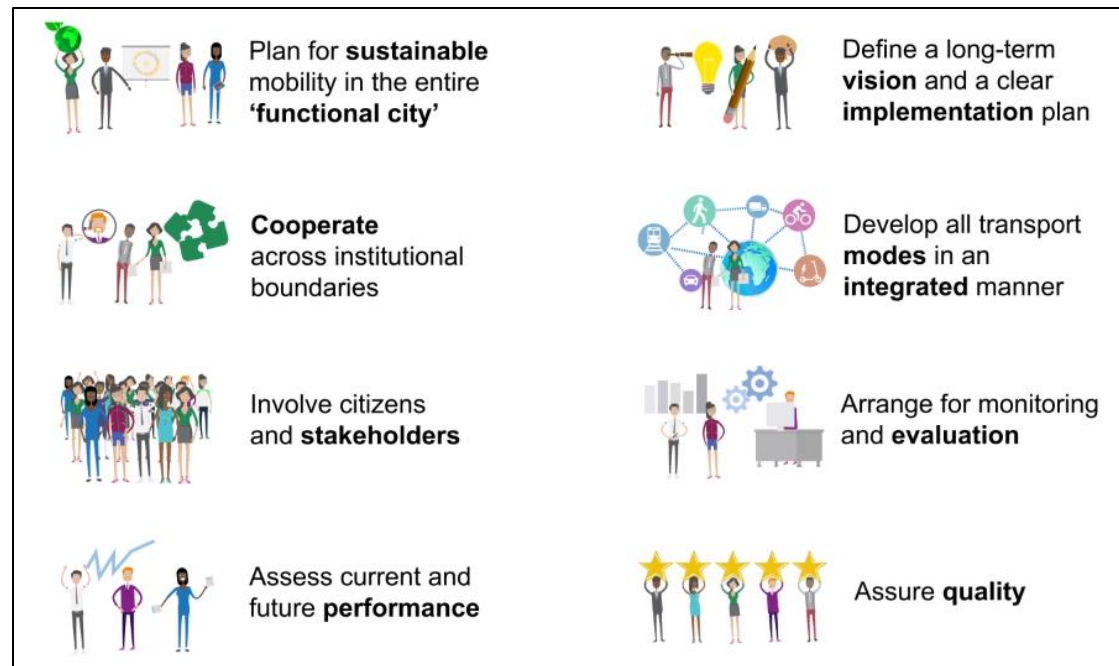 Plan for sustainable
mobility in the entire
‘functional city’
Cooperate
across institutional
boundaries
Involve citizens
and stakeholders
Assess current and
future performance
Define a long-term
vision and a clear
implementation plan
Develop all transport
modes in an
integrated manner
Arrange for monitoring
and evaluation
Assure quality